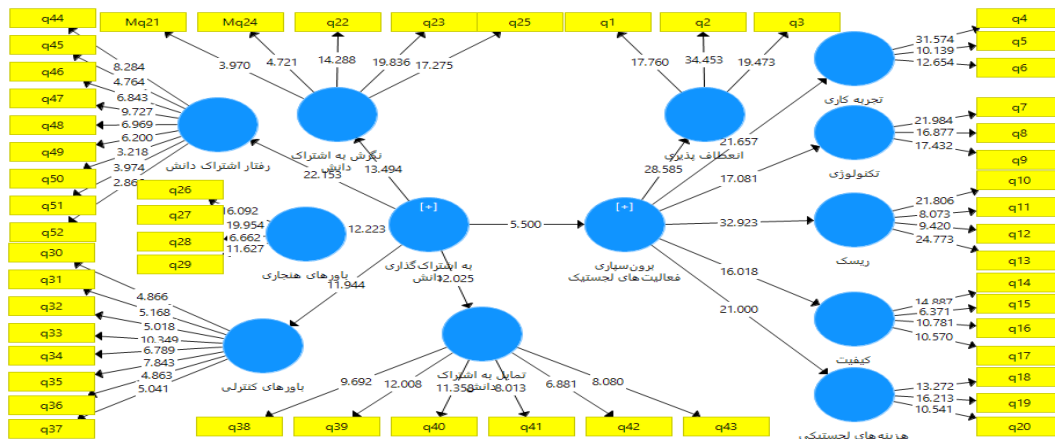 q44
Mq21
Mq24
q22
q23
q25
q1
q2
q3
q4
q45
q5
q46
q6
q47
q48
q49
q50
q51
q52
8.284
4.764
6.843
9.727
6.969
6.200
3.218
3.974
3.970
4.721
14.288
19.836
17.275
17.760
34.453
19.473
31.574
10.139
12.654
رفتار اشتراک دانش
نگرش به اشتراک
دانش
انعطاف پذیری
تجربه کاری
q7
q8
q9
21.984
16.877
17.432
تکنولوژی
22.153
13.494
28.585
21.657
17.081
q26
q27
q28
q29
16.092
19.954
6.662
11.627
باورهای هنجاری
12.223
[+]
به اشتراک‌گذاری
دانش
5.500
[+]
برون‌سپاری
فعالیت‌های لجستیک
32.923
ریسک
q10
q11
q12
q13
21.806
8.073
9.420
24.773
q30
q31
q32
q33
q34
q35
q36
q37
4.866
5.168
5.018
10.349
6.789
7.843
4.863
5.041
باورهای کنترلی
11.944
12.025
16.018
21.000
کیفیت
q14
q15
q16
q17
14.887
6.371
10.781
10.570
تمایل به اشتراک
دانش
9.692
12.008
11.358
8.013
6.881
8.080
q38
q39
q40
q41
q42
q43
هزینه‌های لجستیکی
q18
q19
q20
13.272
16.213
10.541